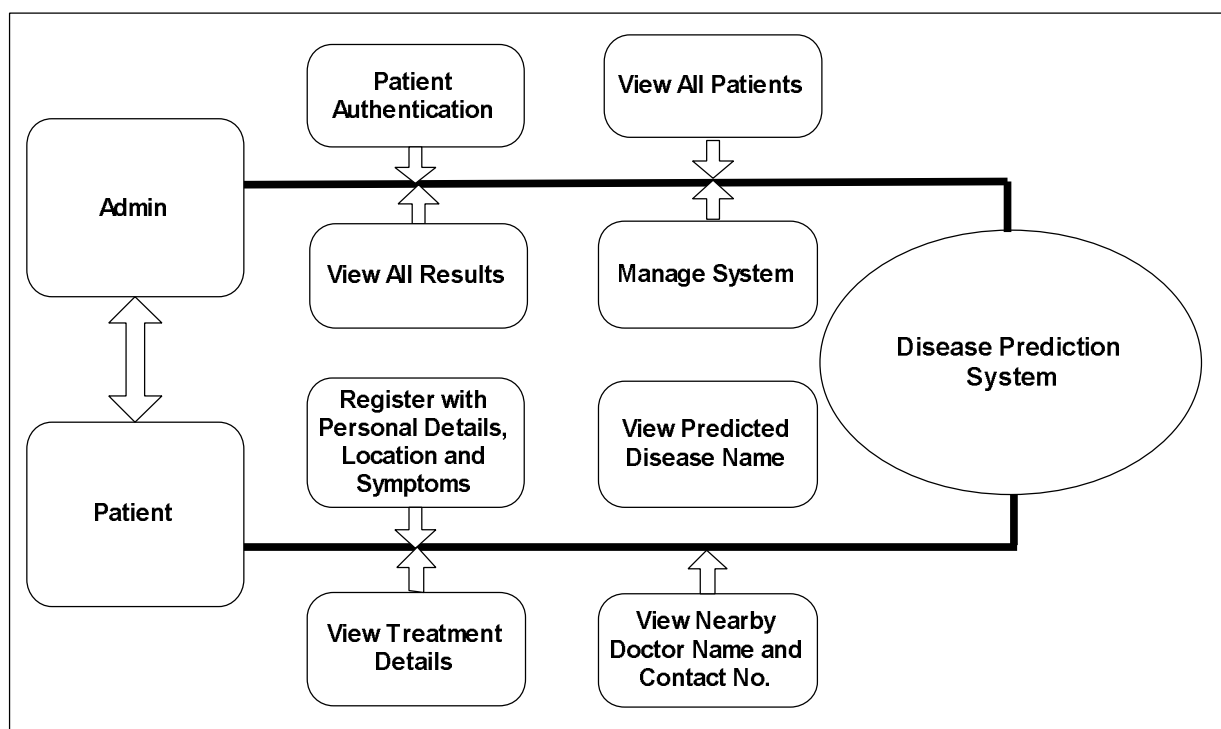 Patient
Authentication
View All Patients
Admin
View All Results
Manage System
Disease Prediction
System
Register with
Personal Details,
Location and
Symptoms
View Predicted
Disease Name
Patient
View Treatment
Details
View Nearby
Doctor Name and
Contact No.